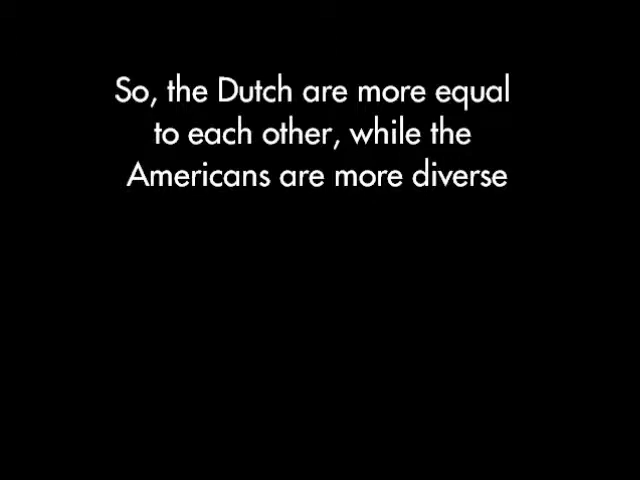 So, the Dutch are more equal
to each other, while the
Americans are more diverse